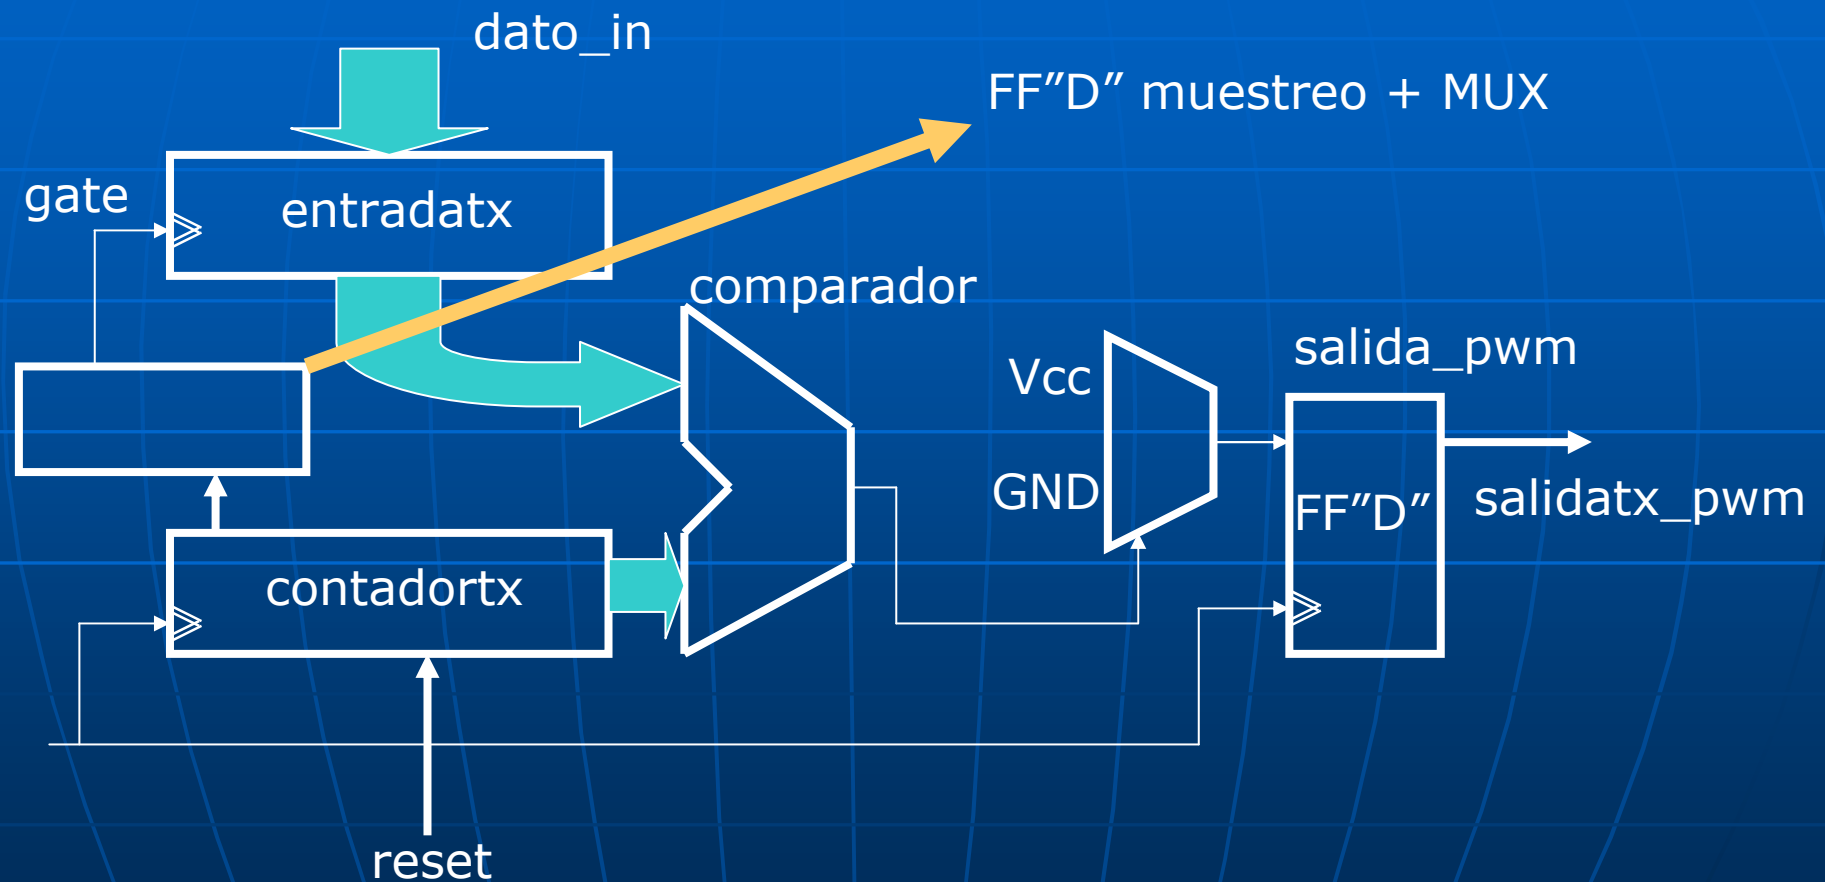 dato_in
FF”D” muestreo + MUX
gate
entradatx
comparador
Vcc
salida_pwm
GND
FF”D”
salidatx_pwm
contadortx
reset